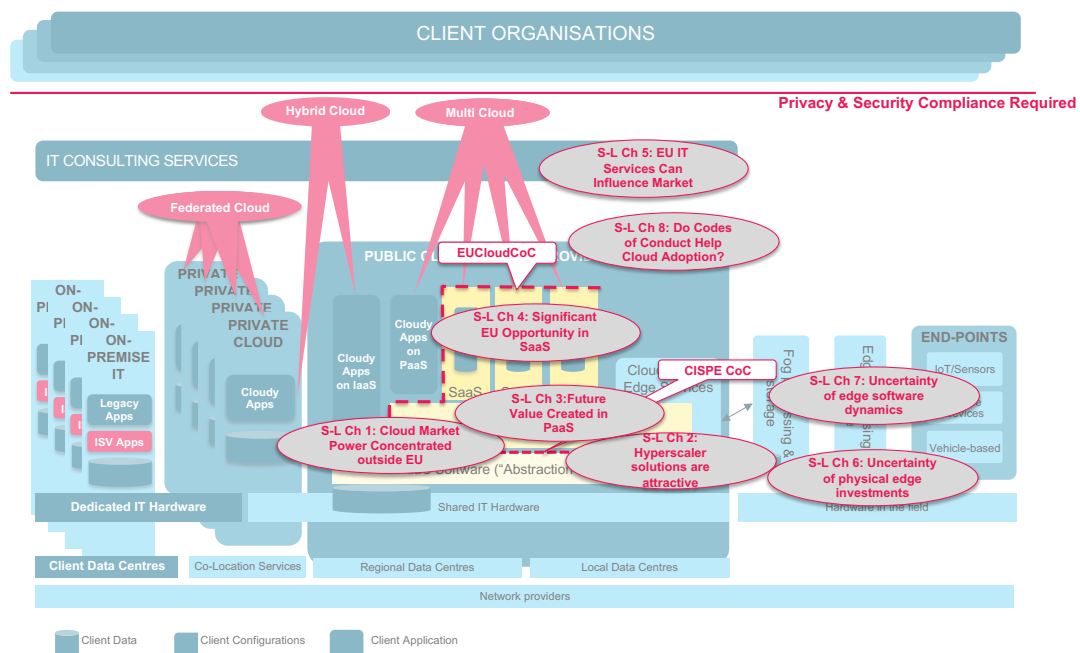 CLIENT ORGANISATIONS
Privacy & Security Compliance Required
Hybrid Cloud
Multi Cloud
IT CONSULTING SERVICES
S-L Ch 5: EU IT
Services Can
Influence Market
Federated Cloud
S-L Ch 8: Do Codes
of Conduct Help
Cloud Adoption?
PUBLIC
EUCloudCoC
PRIVATE
PRIVATE
PRIVATE
PRIVATE
CLOUD
ON-
ON-
ON-
ON-
PREMISE
IT
Cloudy
Apps
on IaaS
Cloudy
Apps
on
PaaS
S-L Ch 4: Significant
EU Opportunity in
SaaS
SaaS
END-POINTS
IoT/Sensors
Vehicle-based
Cloudy
Apps
Legacy
Apps
ISV Apps
Edge
CISPE CoC
Fog
S-L Ch 7: Uncertainty
of edge software
dynamics
S-L Ch 3:Future
Value Created in
PaaS
S-L Ch 1: Cloud Market
Power Concentrated
outside EU
S-L Ch 2:
Hyperscaler
solutions are
attractive
Software ("Abstraction
S-L Ch 6: Uncertainty
of physical edge
investments
Dedicated IT Hardware
Shared IT Hardware
Hardware in the field
Client Data Centres
Co-Location Services
Regional Data Centres
Local Data Centres
Network providers
Client Data
Client Configurations
Client Application